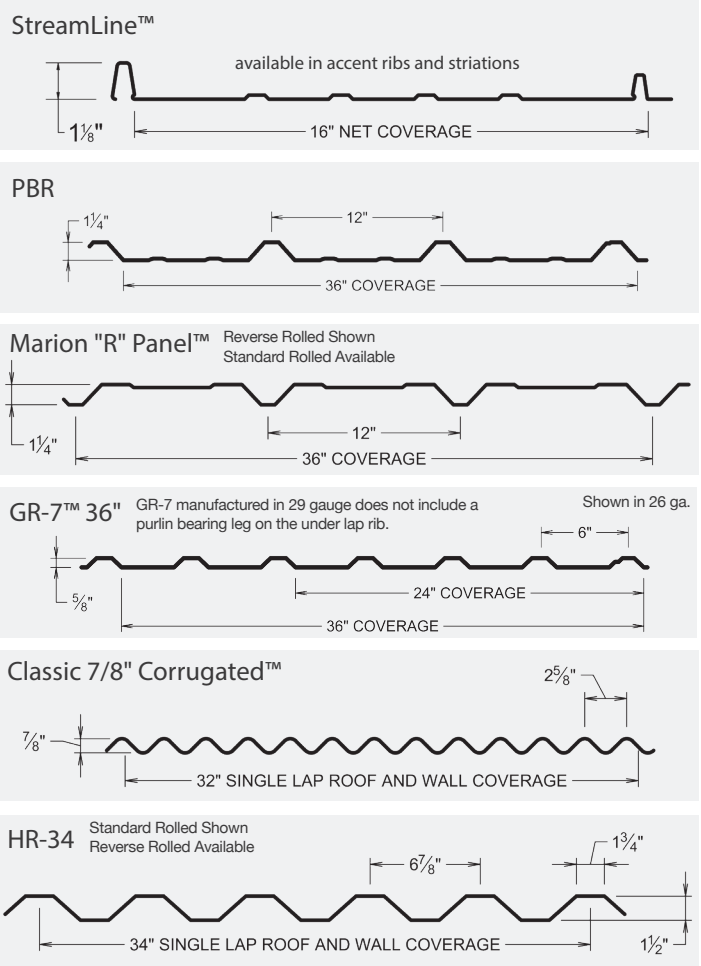 StreamLine™
available in accent ribs and striations
1⅛"
16" NET COVERAGE
PBR
1¼"
12"
36" COVERAGE
Marion "R" Panel™
Reverse Rolled Shown
Standard Rolled Available
1¼"
12"
36" COVERAGE
GR-7™ 36"
GR-7 manufactured in 29 gauge does not include a
purlin bearing leg on the under lap rib.
Shown in 26 ga.
6"
⅝"
24" COVERAGE
36" COVERAGE
Classic 7/8" Corrugated™
2⅝"
⅞"
32" SINGLE LAP ROOF AND WALL COVERAGE
HR-34
Standard Rolled Shown
Reverse Rolled Available
6⅞"
1¾"
34" SINGLE LAP ROOF AND WALL COVERAGE
1½"